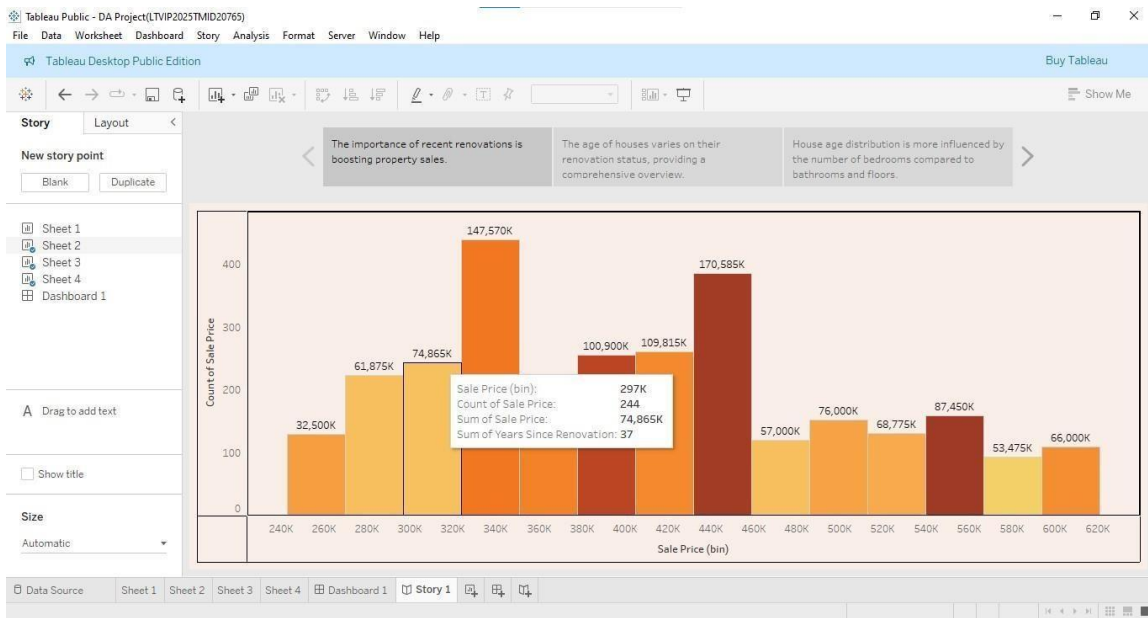 Tableau Public - DA Project(LTVIP2025TMID20765)
File Data Worksheet Dashboard Story Analysis Format Server Window Help
Tableau Desktop Public Edition
Buy Tableau
Show Me
Story Layout
New story point
Blank Duplicate
Sheet 1
Sheet 2
Sheet 3
Sheet 4
Dashboard 1
A Drag to add text
Show title
Size
Automatic
The importance of recent renovations is
boosting property sales.
The age of houses varies on their
renovation status, providing a
comprehensive overview.
House age distribution is more influenced by
the number of bedrooms compared to
bathrooms and floors.
Count of Sale Price
400
300
200
100
0
32,500K
61,875K
74,865K
147,570K
100,900K
109,815K
170,585K
57,000K
76,000K
68,775K
87,450K
53,475K
66,000K
Sale Price (bin): 297K
Count of Sale Price: 244
Sum of Sale Price: 74,865K
Sum of Years Since Renovation: 37
240K 260K 280K 300K 320K 340K 360K 380K 400K 420K 440K 460K 480K 500K 520K 540K 560K 580K 600K 620K
Sale Price (bin)
Data Source Sheet 1 Sheet 2 Sheet 3 Sheet 4 Dashboard 1 Story 1